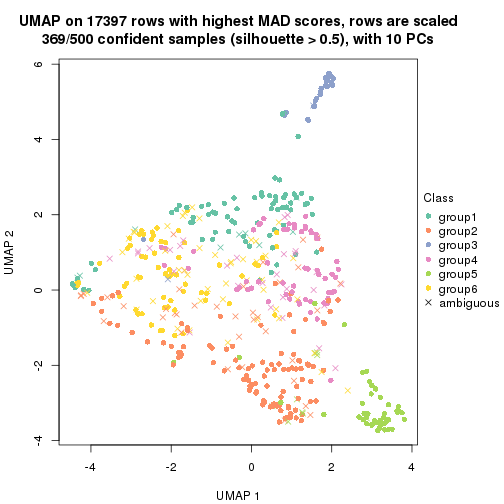 UMAP on 17397 rows with highest MAD scores, rows are scaled
369/500 confident samples (silhouette > 0.5), with 10 PCs
6
4
2
0
-2
-4
UMAP 2
-4
-2
0
2
4
UMAP 1
Class
group1
group2
group3
group4
group5
group6
ambiguous